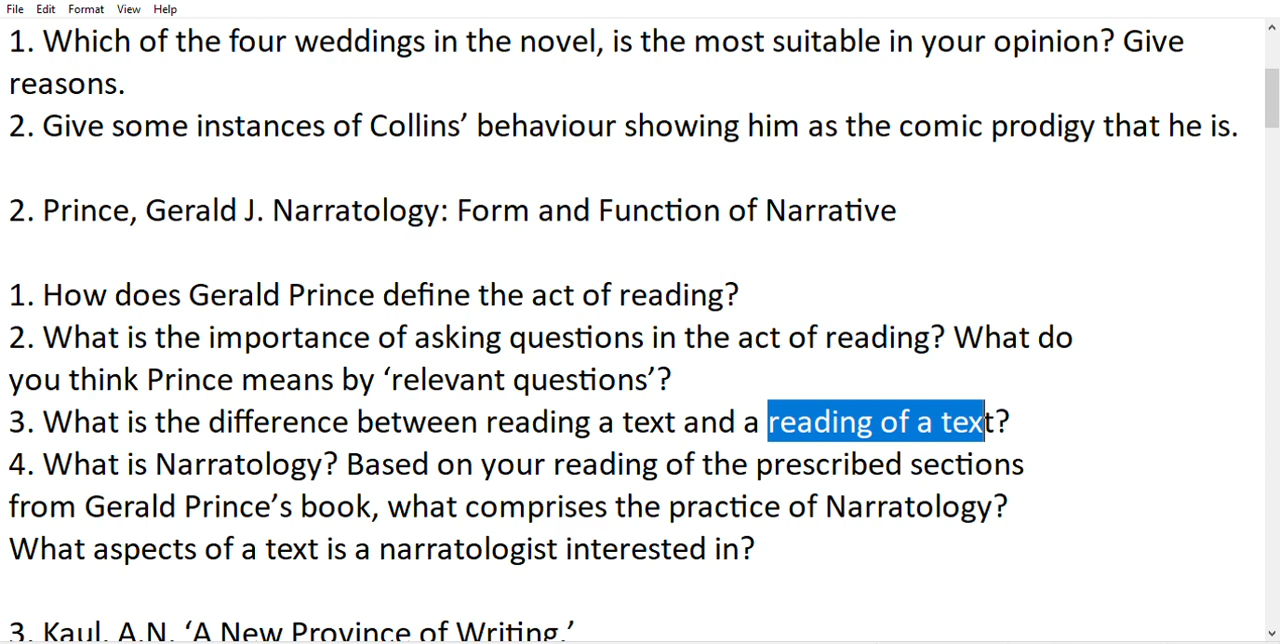 File Edit Format View Help
1. Which of the four weddings in the novel, is the most suitable in your opinion? Give
reasons.
2. Give some instances of Collins’ behaviour showing him as the comic prodigy that he is.
2. Prince, Gerald J. Narratology: Form and Function of Narrative
1. How does Gerald Prince define the act of reading?
2. What is the importance of asking questions in the act of reading? What do
you think Prince means by ‘relevant questions’?
3. What is the difference between reading a text and a reading of a text?
4. What is Narratology? Based on your reading of the prescribed sections
from Gerald Prince’s book, what comprises the practice of Narratology?
What aspects of a text is a narratologist interested in?
3. Kaul, A.N. ‘A New Province of Writing.’